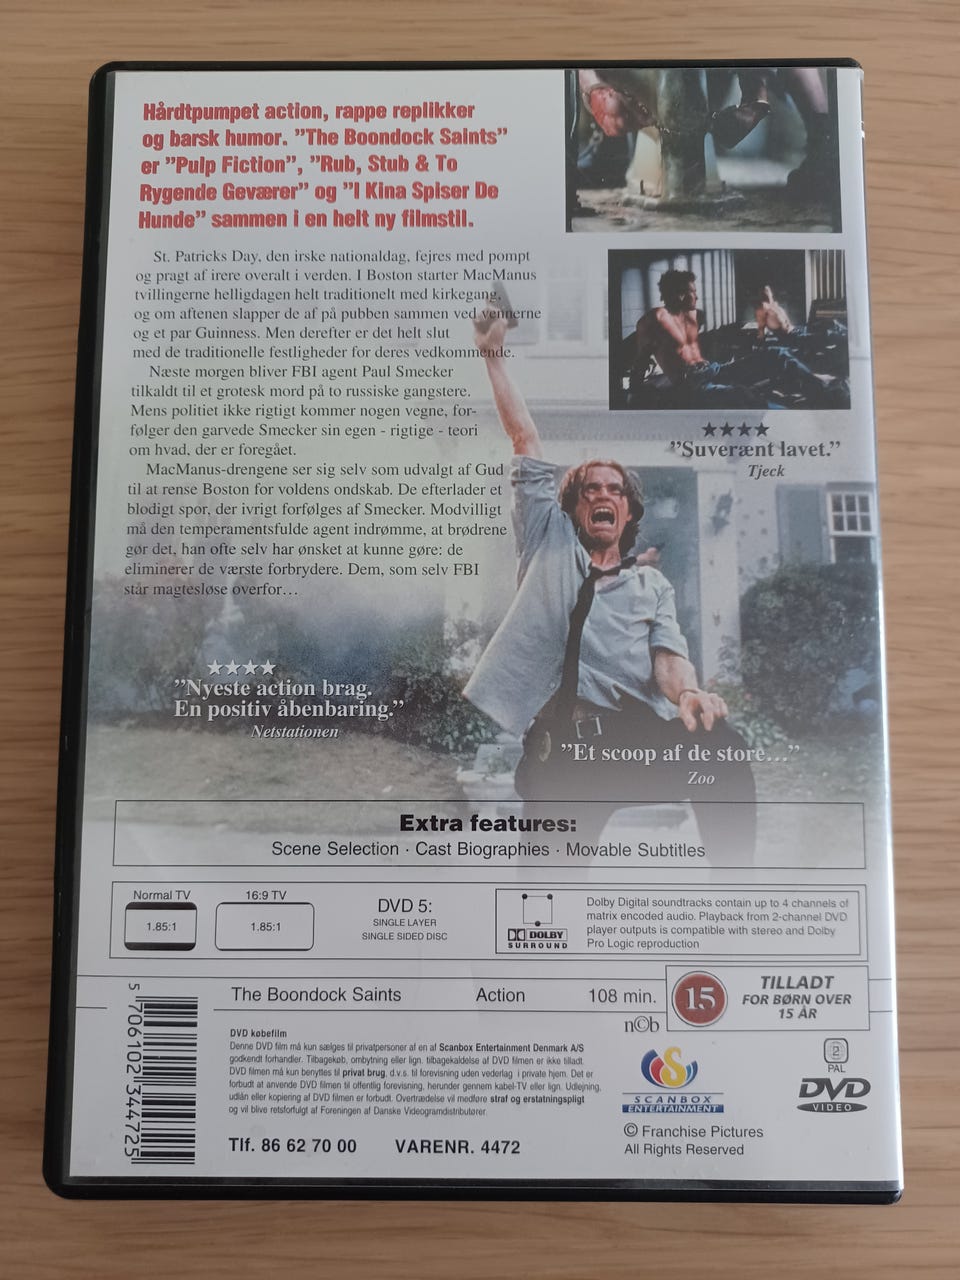 Hårdtpumpet action, rappe replikker
og barsk humor. ”The Boondock Saints”
er ”Pulp Fiction”, ”Rub, Stub & To
Rygende Geværer” og ”I Kina Spiser De
Hunde” sammen i en helt ny filmstil.
St. Patricks Day, den irske nationaldag, fejres med pompt
og pragt af irere overalt i verden. I Boston starter MacManus
tvillingerne helligdagen helt traditionelt med kirkegang,
og om aftenen slapper de af på pubben sammen ved vennerne
og et par Guinness. Men derefter er det helt slut
med de traditionelle festligheder for deres vedkommende.
Næste morgen bliver FBI agent Paul Smecker
tilkaldt til et grotesk mord på to russiske gangstere.
Mens politiet ikke rigtigt kommer nogen vegne, for-
følger den garvede Smecker sin egen - rigtige - teori
om hvad, der er foregået.
MacManus-drengene ser sig selv som udvalgt af Gud
til at rense Boston for voldens ondskab. De efterlader et
blodigt spor, der ivrigt forfølges af Smecker. Modvilligt
må den temperamentsfulde agent indrømme, at brødrene
gør det, han ofte selv har ønsket at kunne gøre: de
eliminerer de værste forbrydere. Dem, som selv FBI
står magtesløse overfor...
★★★★
”Suverænt lavet.”
Tjeck
★★★★
”Nyeste action brag.
En positiv åbenbaring.”
Netstationen
”Et scoop af de store...”
Zoo
Extra features:
Scene Selection · Cast Biographies · Movable Subtitles
Normal TV
1.85:1
16:9 TV
1.85:1
DVD 5:
SINGLE LAYER
SINGLE SIDED DISC
DOLBY
SURROUND
Dolby Digital soundtracks contain up to 4 channels of
matrix encoded audio. Playback from 2-channel DVD
player outputs is compatible with stereo and Dolby
Pro Logic reproduction
The Boondock Saints Action 108 min.
15
TILLADT
FOR BØRN OVER
15 ÅR
n©b
5 706102 344725
DVD købefilm
Denne DVD film må kun sælges til privatpersoner af en af Scanbox Entertainment Danmark A/S
godkendt forhandler. Tilbagekøb, ombytning eller lign. tilbagekaldelse af DVD filmen er ikke tilladt.
DVD filmen må kun benyttes til privat brug, d.v.s. til forevisning uden vederlag i private hjem. Det er
forbudt at anvende DVD filmen til offentlig forevisning, herunder gennem kabel-TV eller lign. Udlejning,
udlån eller kopiering af DVD filmen er forbudt. Overtrædelse vil medføre straf og erstatningspligt
og vil blive retsforfulgt af Foreningen af Danske Videogramdistributører.
Tlf. 86 62 70 00 VARENR. 4472
SCANBOX
ENTERTAINMENT
© Franchise Pictures
All Rights Reserved
2
PAL
DVD
VIDEO